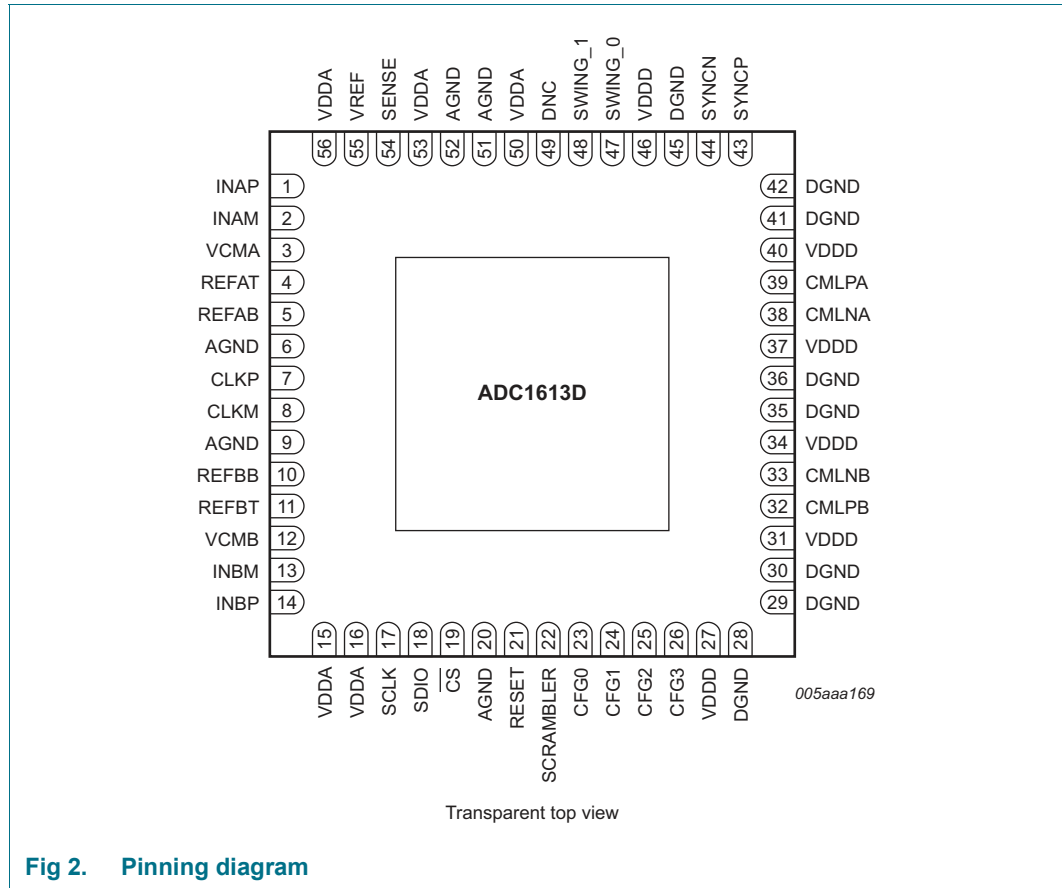 VDDA
VREF
SENSE
VDDA
AGND
AGND
VDDA
DNC
SWING_1
SWING_0
VDDD
DGND
SYNCN
SYNCP
56
55
54
53
52
51
50
49
48
47
46
45
44
43
INAP 1
INAM 2
VCMA 3
REFAT 4
REFAB 5
AGND 6
CLKP 7
CLKM 8
AGND 9
REFBB 10
REFBT 11
VCMB 12
INBM 13
INBP 14
ADC1613D
42 DGND
41 DGND
40 VDDD
39 CMLPA
38 CMLNA
37 VDDD
36 DGND
35 DGND
34 VDDD
33 CMLNB
32 CMLPB
31 VDDD
30 DGND
29 DGND
15
16
17
18
19
20
21
22
23
24
25
26
27
28
VDDA
VDDA
SCLK
SDIO
CS
AGND
RESET
SCRAMBLER
CFG0
CFG1
CFG2
CFG3
VDDD
DGND
005aaa169
Transparent top view
Fig 2. Pinning diagram